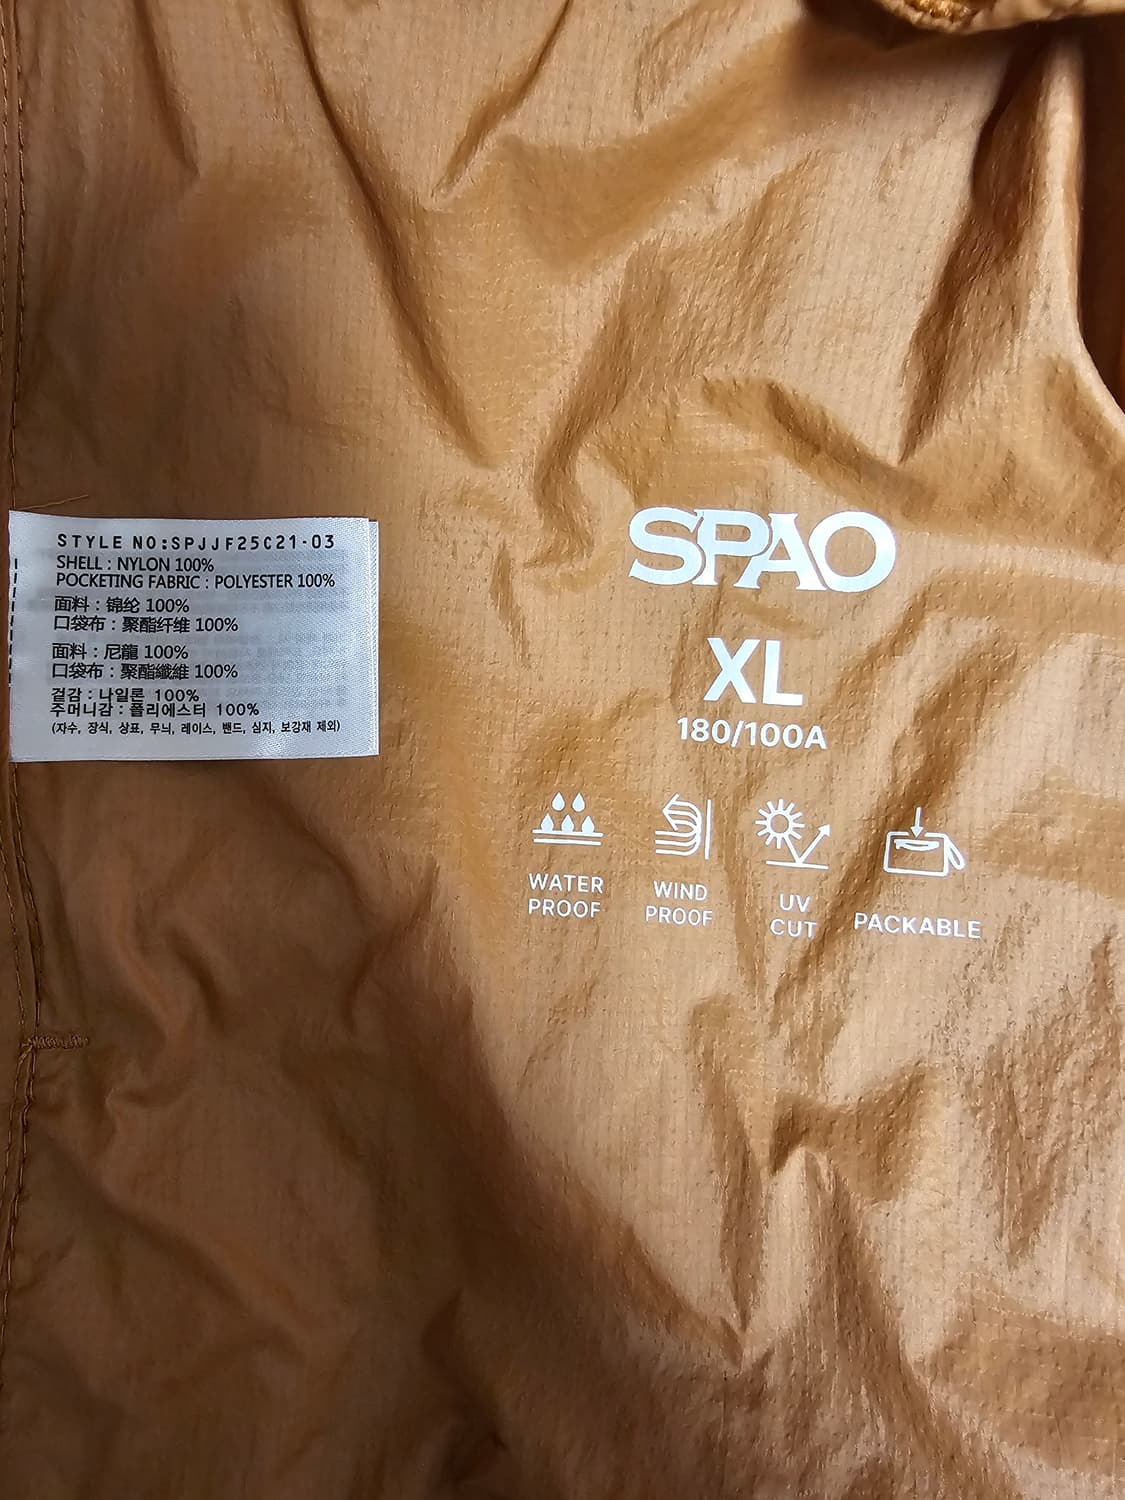 STYLE NO:SPJJF25C21-03
SHELL : NYLON 100%
POCKETING FABRIC : POLYESTER 100%
面料 : 锦纶 100%
口袋布 : 聚酯纤维 100%
面料 : 尼龍 100%
口袋布 : 聚酯纖維 100%
겉감 : 나일론 100%
주머니감 : 폴리에스터 100%
(자수, 장식, 상표, 무늬, 레이스, 밴드, 심지, 보강재 제외)
SPAO
XL
180/100A
WATER
PROOF
WIND
PROOF
UV
CUT
PACKABLE